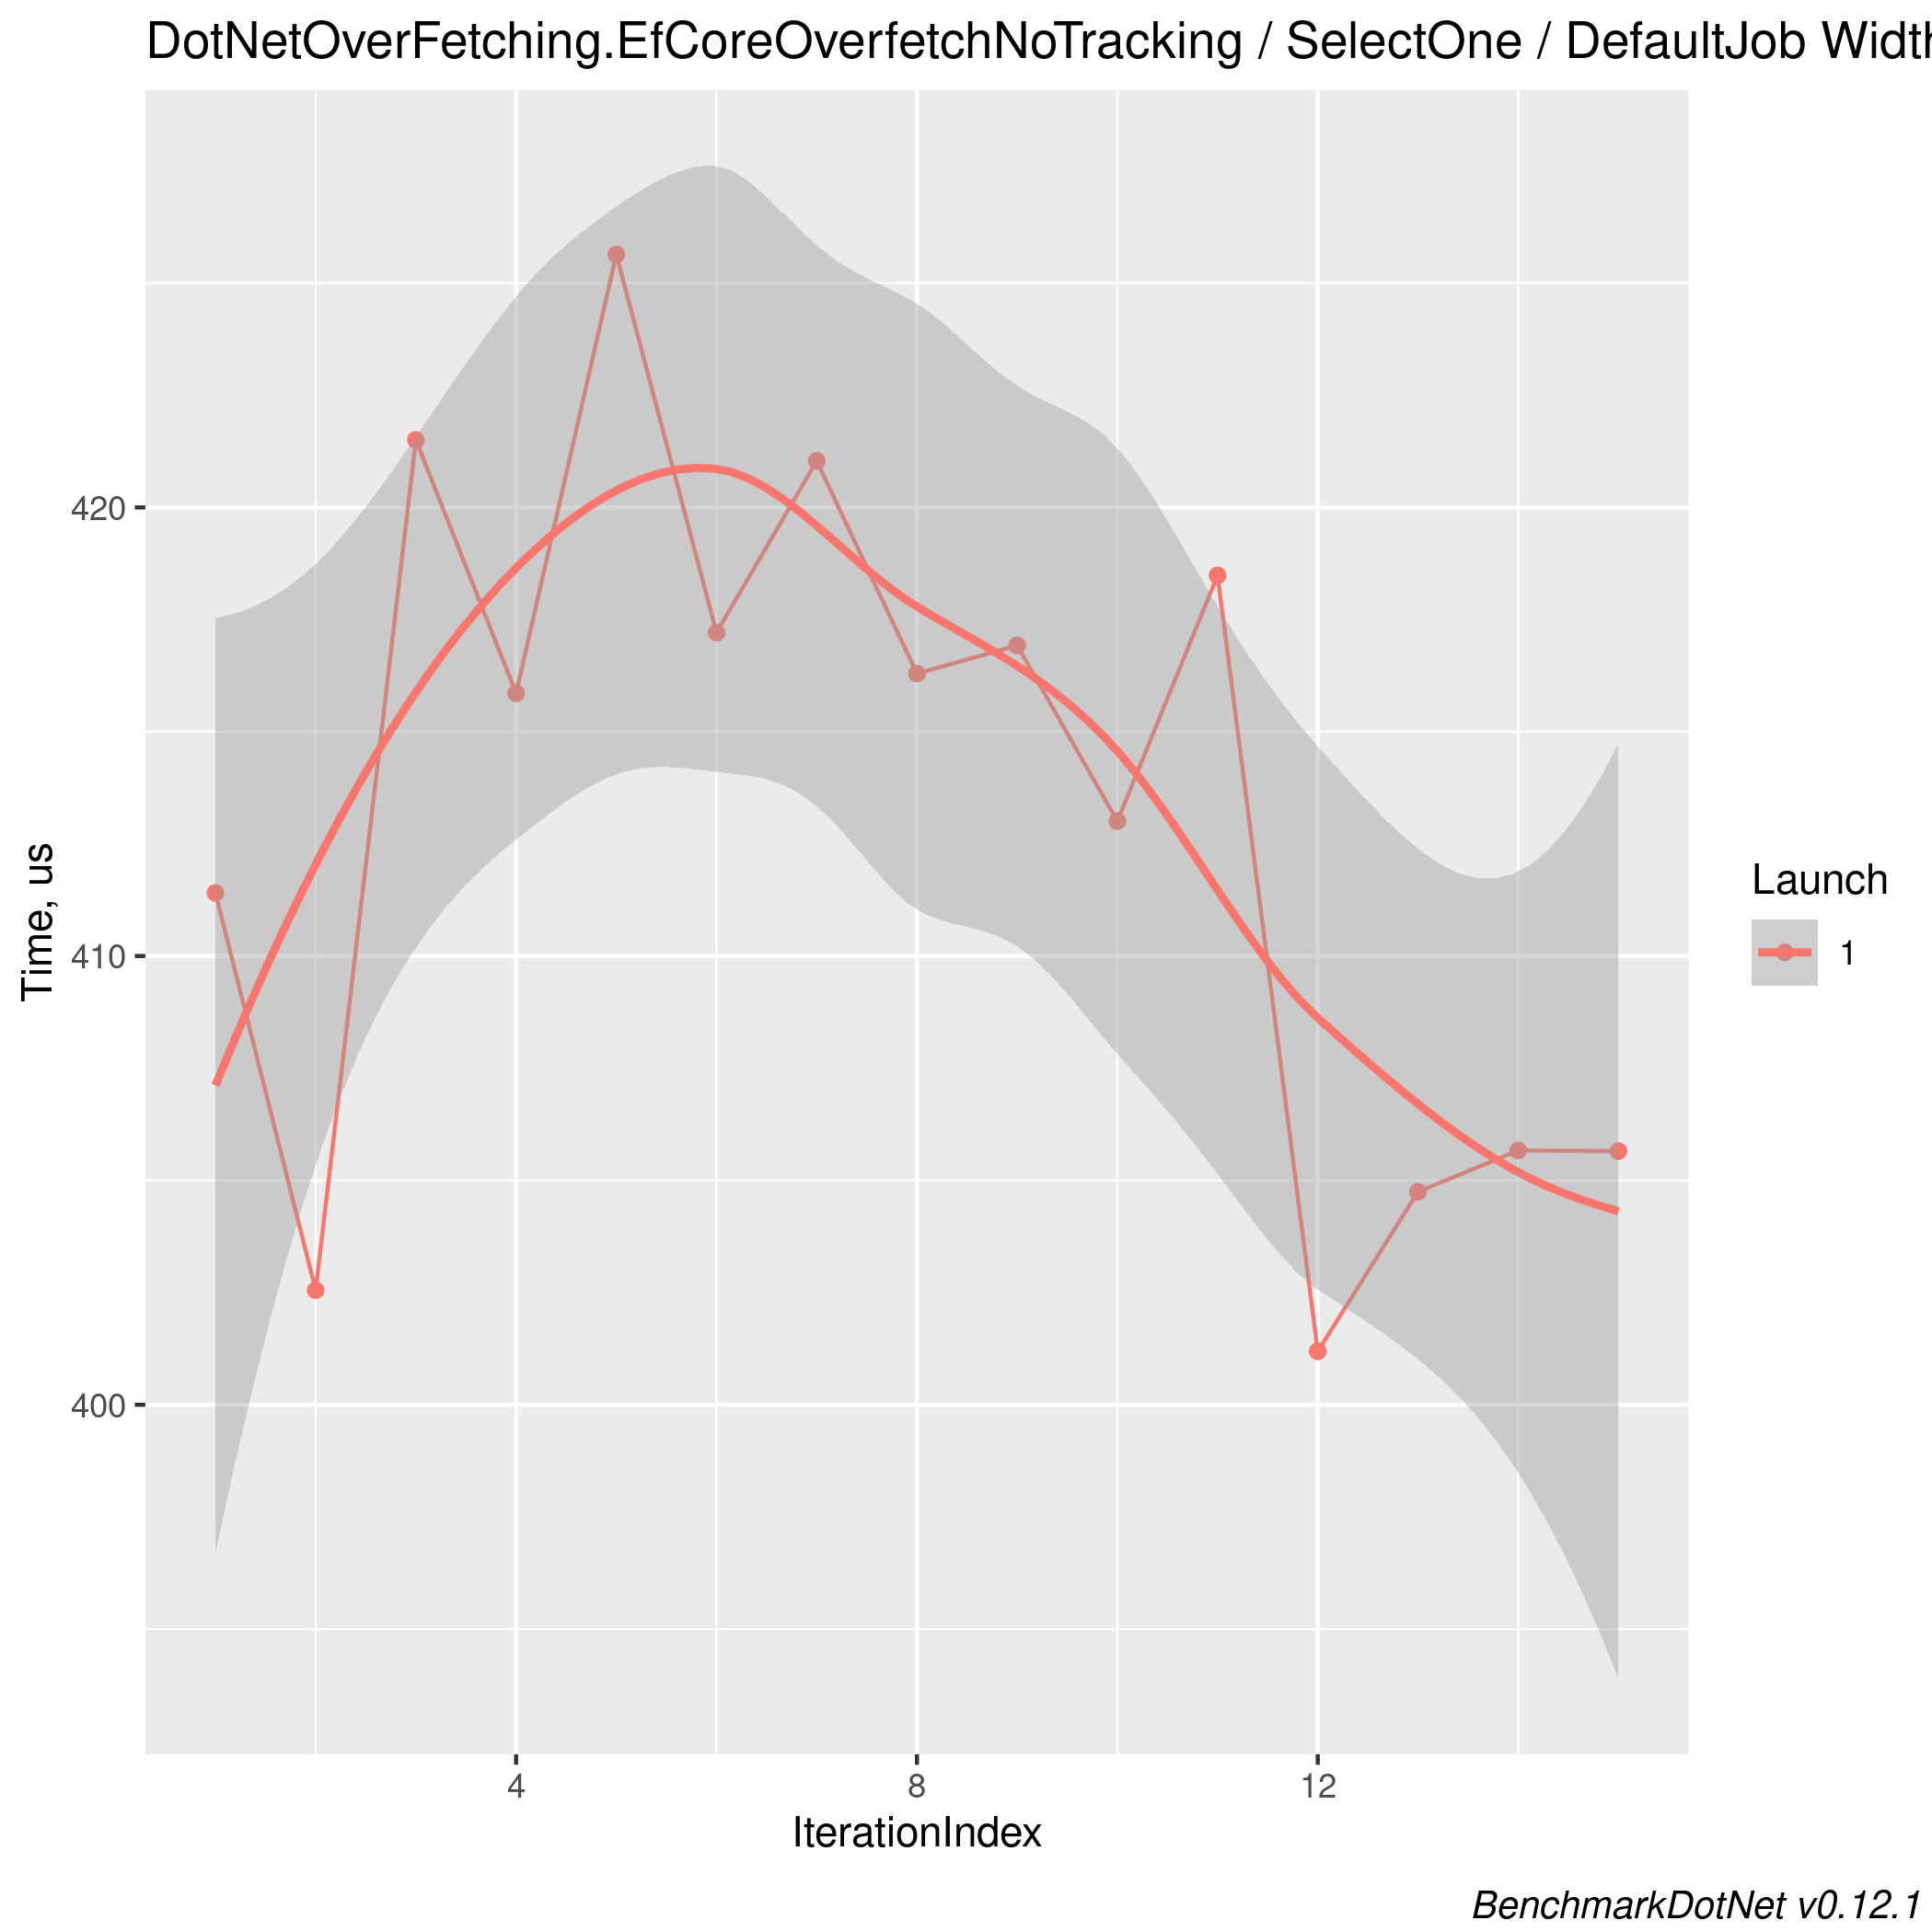 DotNetOverFetching.EfCoreOverfetchNoTracking / SelectOne / DefaultJob Width
Time, us
420
410
400
4 8 12
IterationIndex
Launch
1
BenchmarkDotNet v0.12.1